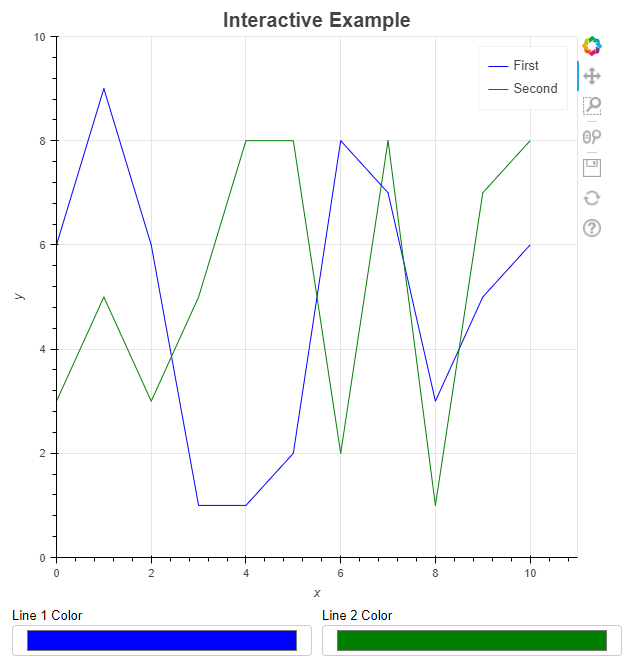 Interactive Example
10
8
6
4
2
0
y
First
Second
0 2 4 6 8 10
x
Line 1 Color
Line 2 Color